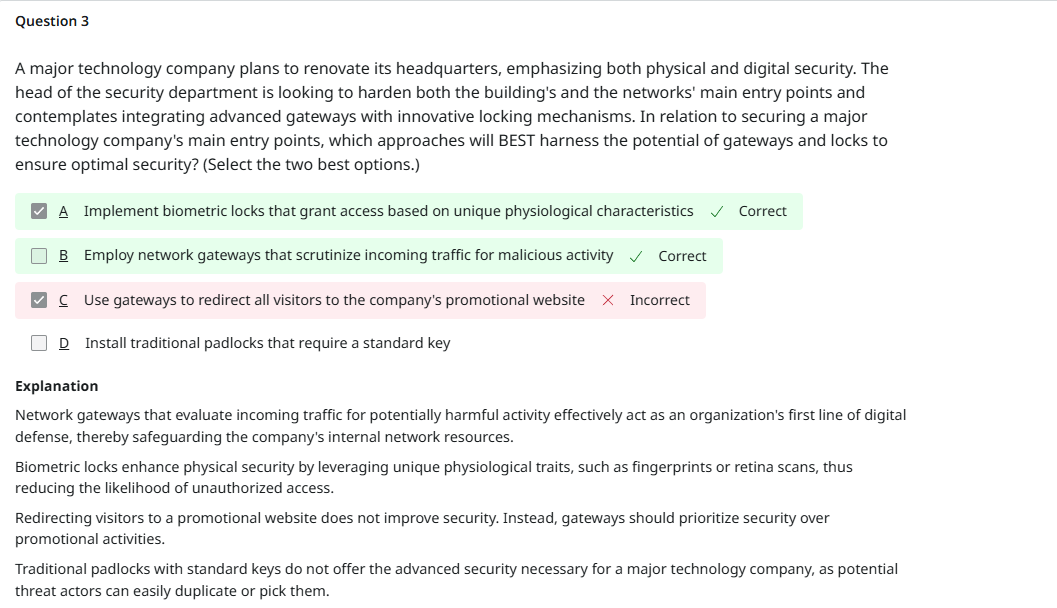 Question 3
A major technology company plans to renovate its headquarters, emphasizing both physical and digital security. The
head of the security department is looking to harden both the building's and the networks' main entry points and
contemplates integrating advanced gateways with innovative locking mechanisms. In relation to securing a major
technology company's main entry points, which approaches will BEST harness the potential of gateways and locks to
ensure optimal security? (Select the two best options.)
A Implement biometric locks that grant access based on unique physiological characteristics ✓ Correct
B Employ network gateways that scrutinize incoming traffic for malicious activity ✓ Correct
C Use gateways to redirect all visitors to the company's promotional website ✕ Incorrect
D Install traditional padlocks that require a standard key
Explanation
Network gateways that evaluate incoming traffic for potentially harmful activity effectively act as an organization's first line of digital
defense, thereby safeguarding the company's internal network resources.
Biometric locks enhance physical security by leveraging unique physiological traits, such as fingerprints or retina scans, thus
reducing the likelihood of unauthorized access.
Redirecting visitors to a promotional website does not improve security. Instead, gateways should prioritize security over
promotional activities.
Traditional padlocks with standard keys do not offer the advanced security necessary for a major technology company, as potential
threat actors can easily duplicate or pick them.